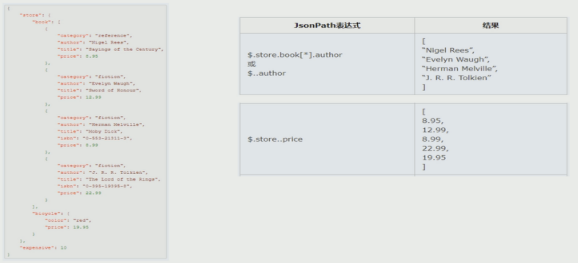 {
"store": {
"book": [
{
"category": "reference",
"author": "Nigel Rees",
"title": "Sayings of the Century",
"price": 8.95
},
{
"category": "fiction",
"author": "Evelyn Waugh",
"title": "Sword of Honour",
"price": 12.99
},
{
"category": "fiction",
"author": "Herman Melville",
"title": "Moby Dick",
"isbn": "0-553-21311-3",
"price": 8.99
},
{
"category": "fiction",
"author": "J. R. R. Tolkien",
"title": "The Lord of the Rings",
"isbn": "0-395-19395-8",
"price": 22.99
}
],
"bicycle": {
"color": "red",
"price": 19.95
}
},
"expensive": 10
}
JsonPath表达式 结果
$.store.book[*].author
或
$..author
[
"Nigel Rees",
"Evelyn Waugh",
"Herman Melville",
"J. R. R. Tolkien"
]
$.store..price
[
8.95,
12.99,
8.99,
22.99,
19.95
]